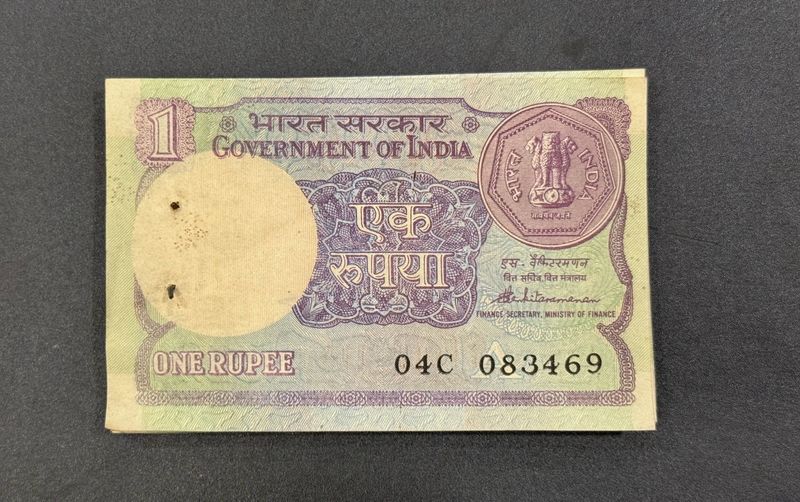 1
भारत सरकार
GOVERNMENT OF INDIA
भारत INDIA
सत्यमेव जयते
एक
रुपया
एस. वेंकिटरमणन
वित्त सचिव, वित्त मंत्रालय
S Venkitaramanan
FINANCE SECRETARY, MINISTRY OF FINANCE
ONE RUPEE
04C 083469
A